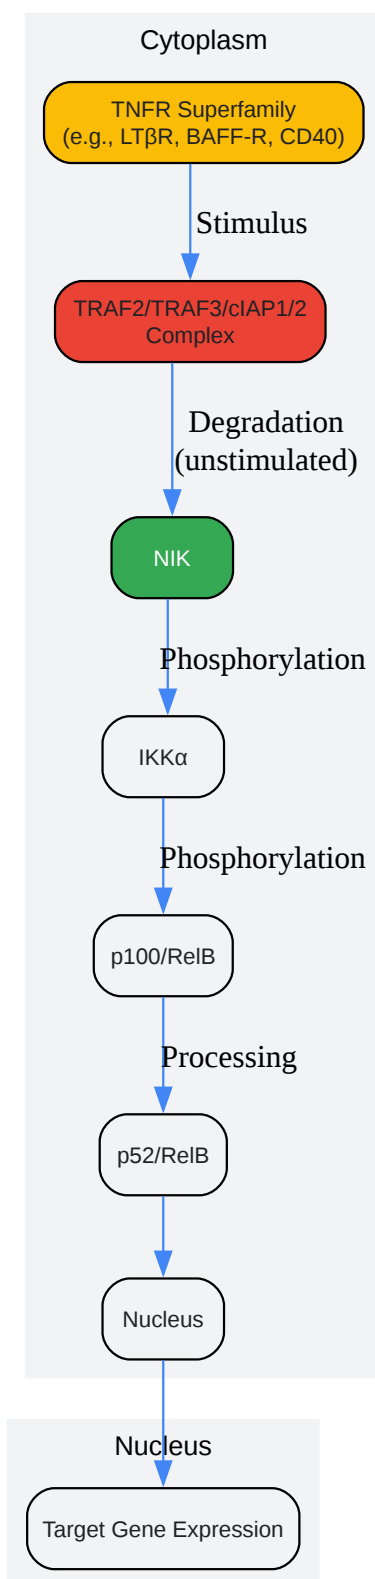 Cytoplasm
TNFR Superfamily
(e.g., LTβR, BAFF-R, CD40)
Stimulus
TRAF2/TRAF3/cIAP1/2
Complex
Degradation
(unstimulated)
NIK
Phosphorylation
IKKα
Phosphorylation
p100/RelB
Processing
p52/RelB
Nucleus
Nucleus
Target Gene Expression